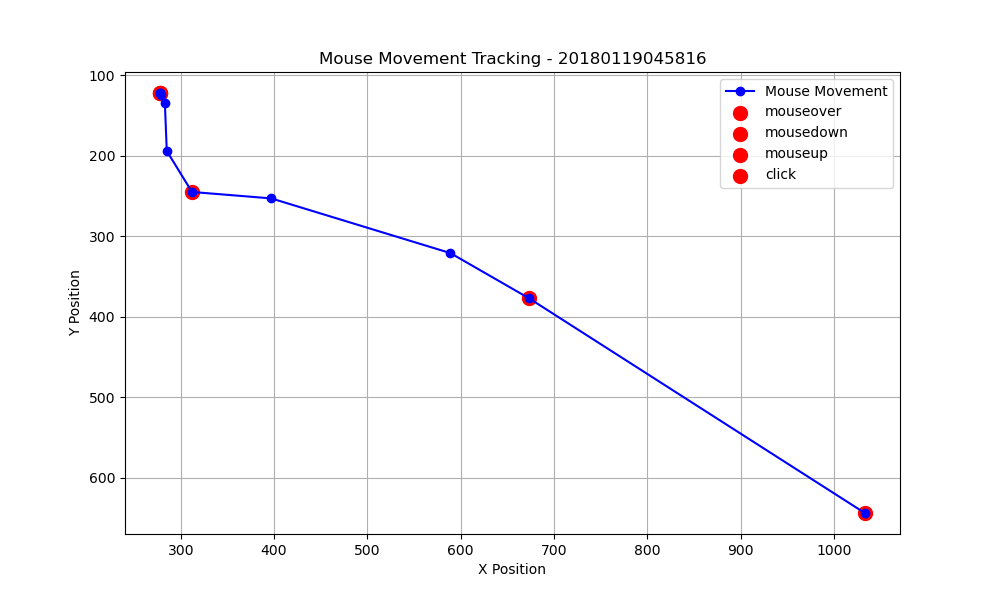 Mouse Movement Tracking - 20180119045816
Mouse Movement
mouseover
mousedown
mouseup
click
100
200
300
400
500
600
Y Position
300 400 500 600 700 800 900 1000
X Position